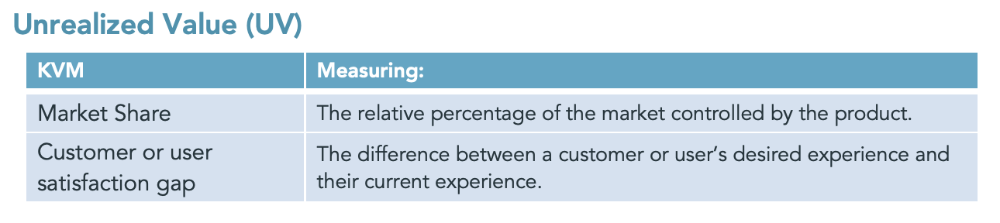 Unrealized Value (UV)
KVM
Measuring:
Market Share
The relative percentage of the market controlled by the product.
Customer or user
satisfaction gap
The difference between a customer or user’s desired experience and
their current experience.